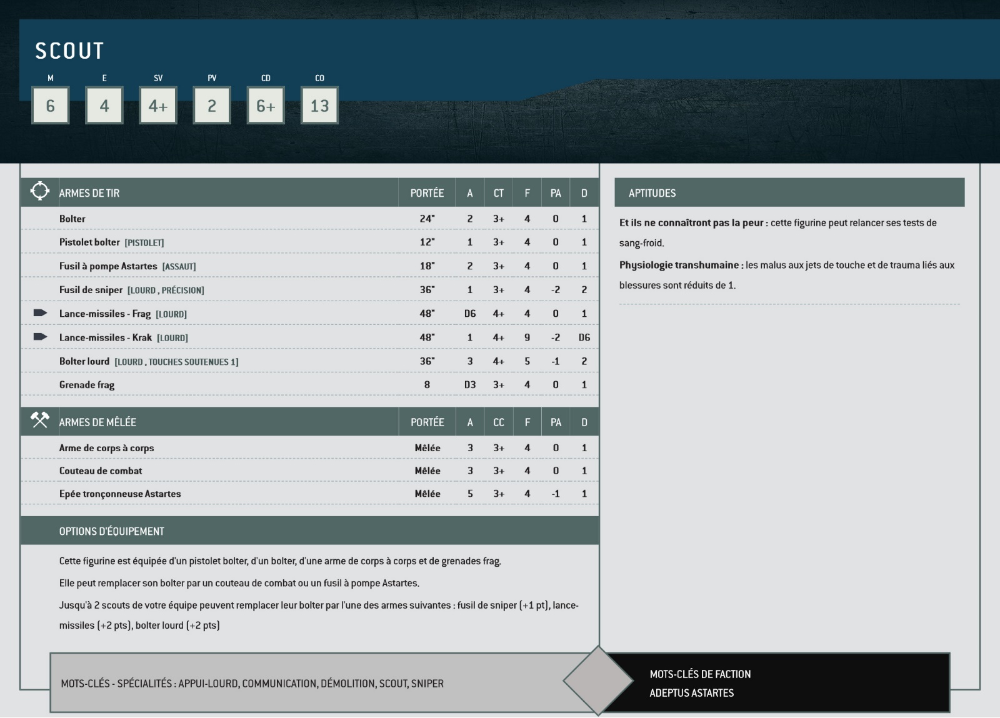 SCOUT
M E SV PV CD CO
6 4 4+ 2 6+ 13
ARMES DE TIR PORTÉE A CT F PA D
Bolter 24" 2 3+ 4 0 1
Pistolet bolter [PISTOLET] 12" 1 3+ 4 0 1
Fusil à pompe Astartes [ASSAUT] 18" 2 3+ 4 0 1
Fusil de sniper [LOURD , PRÉCISION] 36" 1 3+ 4 -2 2
Lance-missiles - Frag [LOURD] 48" D6 4+ 4 0 1
Lance-missiles - Krak [LOURD] 48" 1 4+ 9 -2 D6
Bolter lourd [LOURD , TOUCHES SOUTENUES 1] 36" 3 4+ 5 -1 2
Grenade frag 8 D3 3+ 4 0 1
ARMES DE MÊLÉE PORTÉE A CC F PA D
Arme de corps à corps Mêlée 3 3+ 4 0 1
Couteau de combat Mêlée 3 3+ 4 0 1
Epée tronçonneuse Astartes Mêlée 5 3+ 4 -1 1
OPTIONS D'ÉQUIPEMENT
Cette figurine est équipée d'un pistolet bolter, d'un bolter, d'une arme de corps à corps et de grenades frag.
Elle peut remplacer son bolter par un couteau de combat ou un fusil à pompe Astartes.
Jusqu'à 2 scouts de votre équipe peuvent remplacer leur bolter par l'une des armes suivantes : fusil de sniper (+1 pt), lance-
missiles (+2 pts), bolter lourd (+2 pts)
APTITUDES
Et ils ne connaîtront pas la peur : cette figurine peut relancer ses tests de
sang-froid.
Physiologie transhumaine : les malus aux jets de touche et de trauma liés aux
blessures sont réduits de 1.
MOTS-CLÉS - SPÉCIALITÉS : APPUI-LOURD, COMMUNICATION, DÉMOLITION, SCOUT, SNIPER
MOTS-CLÉS DE FACTION
ADEPTUS ASTARTES